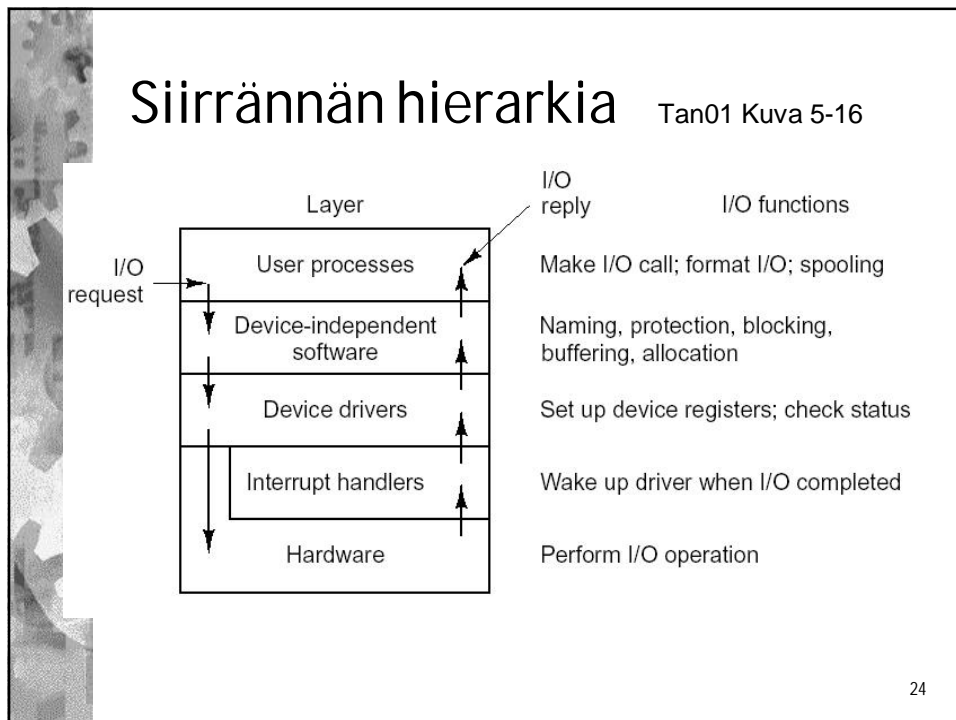 Siirrännän hierarkia Tan01 Kuva 5-16
Layer
I/O
reply
I/O functions
I/O
request
User processes
Make I/O call; format I/O; spooling
Device-independent
software
Naming, protection, blocking,
buffering, allocation
Device drivers
Set up device registers; check status
Interrupt handlers
Wake up driver when I/O completed
Hardware
Perform I/O operation
24